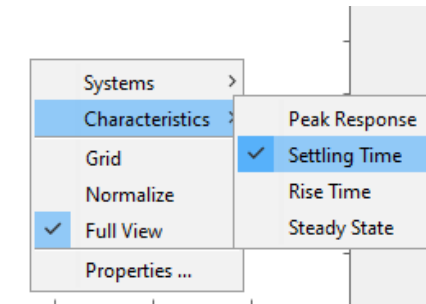 Systems
Characteristics
Grid
Normalize
Full View
Properties ...
Peak Response
Settling Time
Rise Time
Steady State